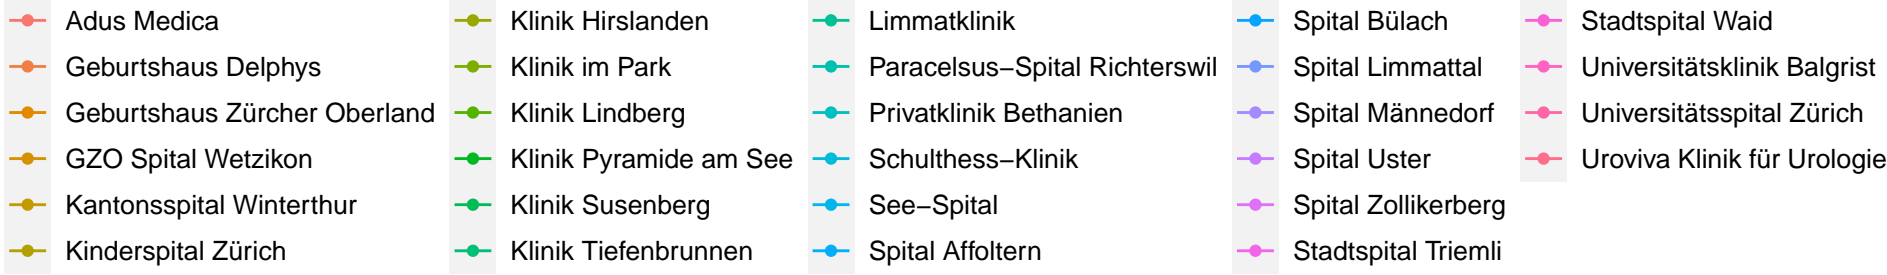 Adus Medica
Geburtshaus Delphys
Geburtshaus Zürcher Oberland
GZO Spital Wetzikon
Kantonsspital Winterthur
Kinderspital Zürich
Klinik Hirslanden
Klinik im Park
Klinik Lindberg
Klinik Pyramide am See
Klinik Susenberg
Klinik Tiefenbrunnen
Limmatklinik
Paracelsus−Spital Richterswil
Privatklinik Bethanien
Schulthess−Klinik
See−Spital
Spital Affoltern
Spital Bülach
Spital Limmattal
Spital Männedorf
Spital Uster
Spital Zollikerberg
Stadtspital Triemli
Stadtspital Waid
Universitätsklinik Balgrist
Universitätsspital Zürich
Uroviva Klinik für Urologie